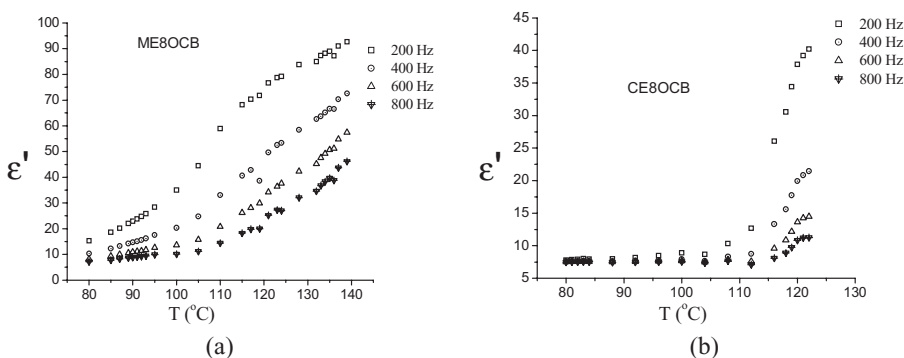 ME8OCB
200 Hz
400 Hz
600 Hz
800 Hz
ε'
100
90
80
70
60
50
40
30
20
10
0
80 90 100 110 120 130 140
T (°C)
(a)
CE8OCB
200 Hz
400 Hz
600 Hz
800 Hz
ε'
45
40
35
30
25
20
15
10
5
70 80 90 100 110 120 130
T (°C)
(b)